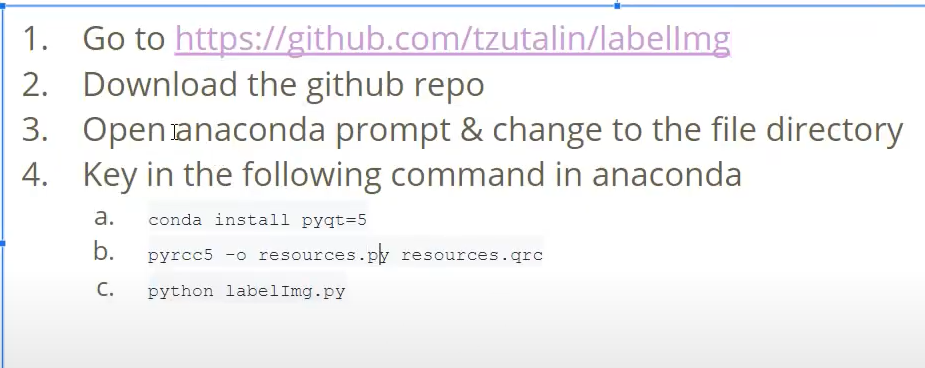 1. Go to https://github.com/tzutalin/labelImg
2. Download the github repo
3. Open anaconda prompt & change to the file directory
4. Key in the following command in anaconda
a. conda install pyqt=5
b. pyrcc5 -o resources.py resources.qrc
c. python labelImg.py